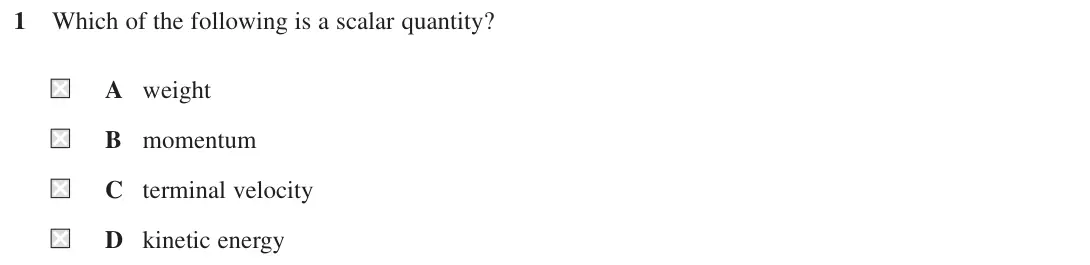 1 Which of the following is a scalar quantity?
A weight
B momentum
C terminal velocity
D kinetic energy